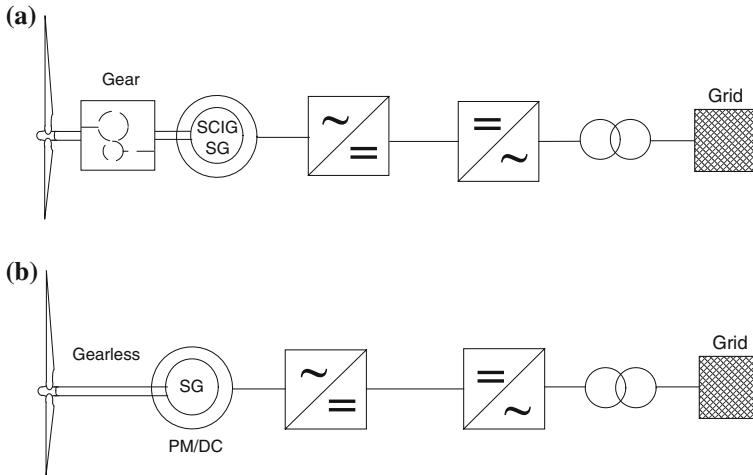 (a)
Gear
SCIG
SG
Grid
~
=
=
~
(b)
Gearless
SG
PM/DC
Grid
~
=
=
~